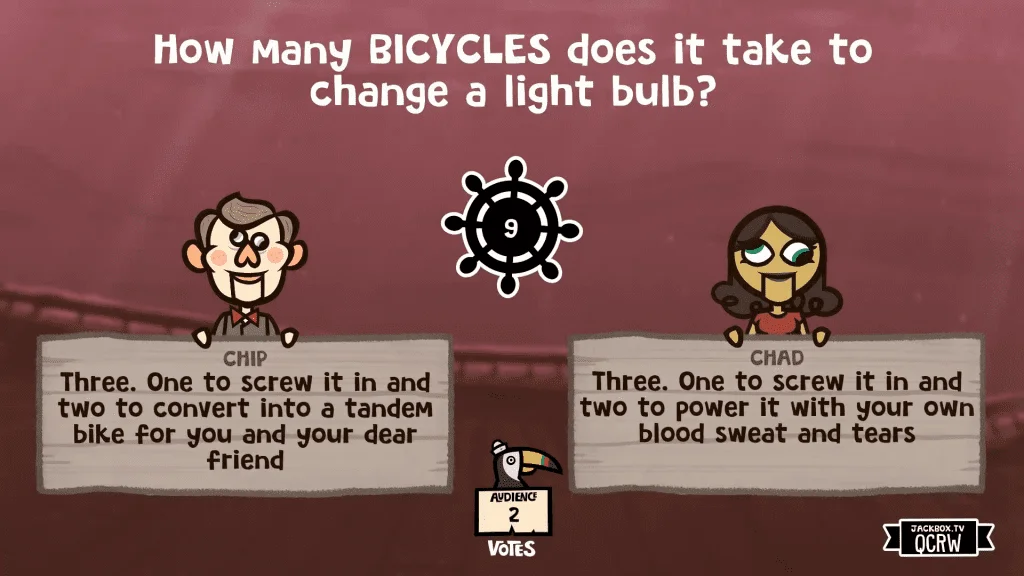 How many BICYCLES does it take to
change a light bulb?
9
CHIP
Three. One to screw it in and
two to convert into a tandem
bike for you and your dear
friend
CHAD
Three. One to screw it in and
two to power it with your own
blood sweat and tears
AUDIENCE
2
VOTES
JACKBOX.TV
QCRW